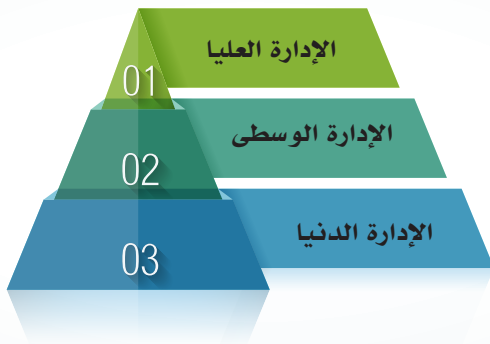 01
الإدارة العليا
02
الإدارة الوسطى
03
الإدارة الدنيا